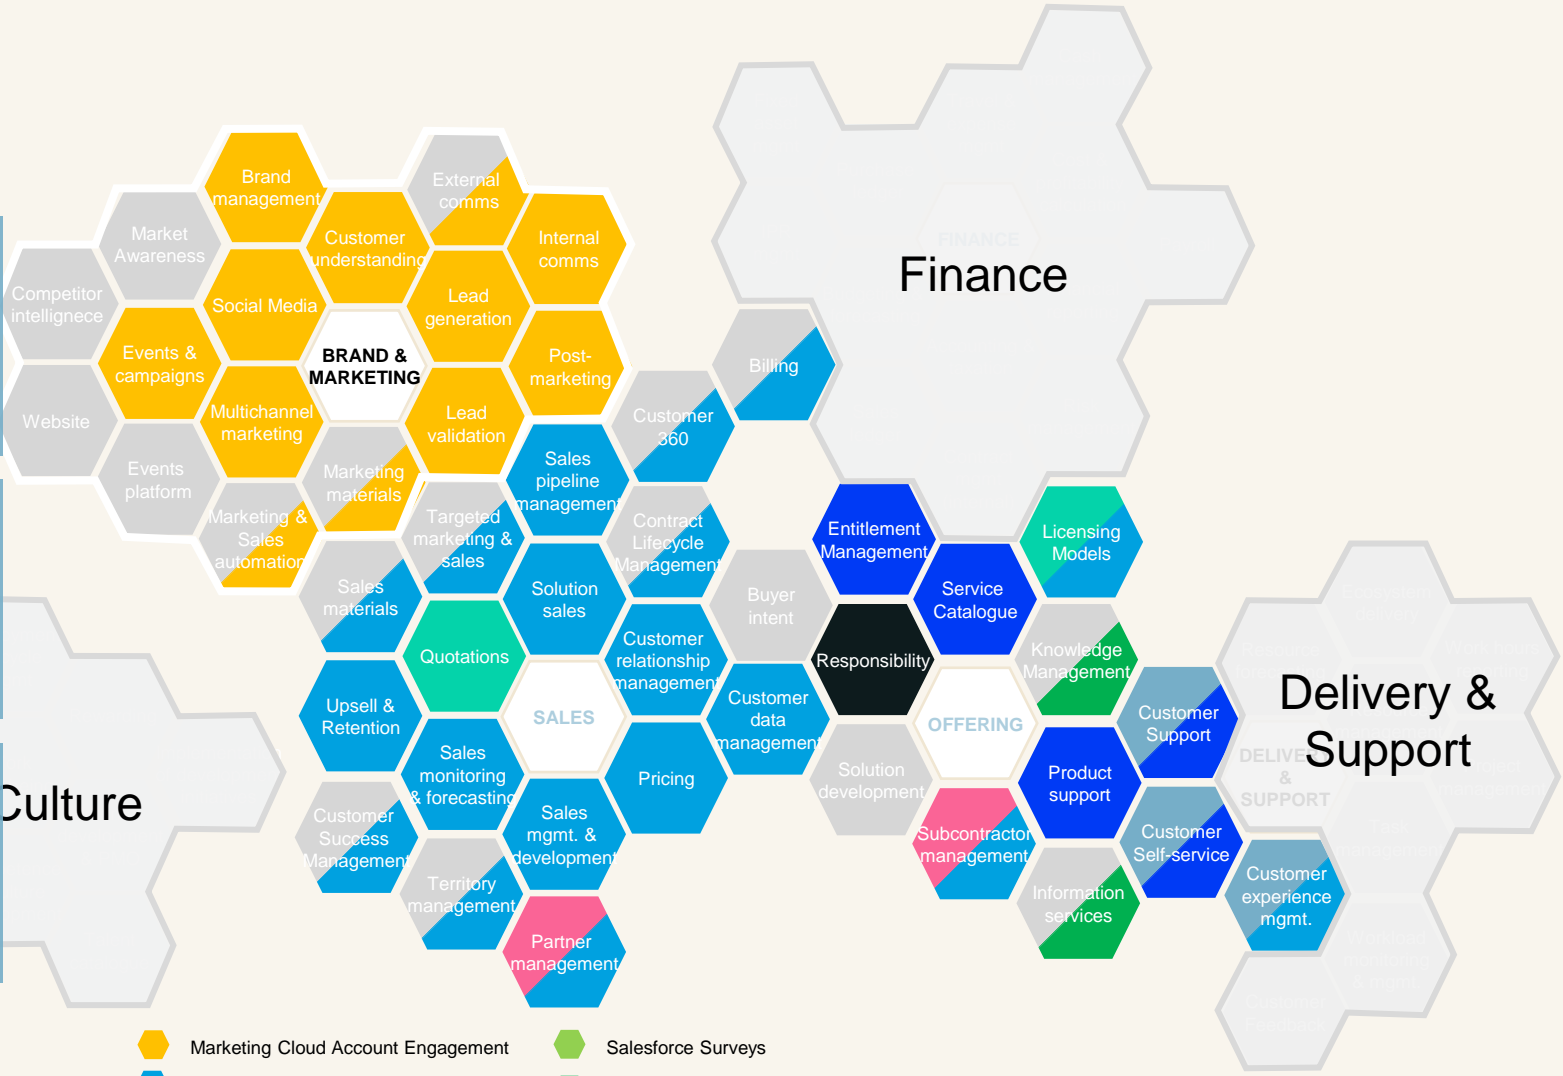 Brand
management
External
comms
Market
Awareness
Customer
understanding
Internal
comms
Competitor
intellignece
Social Media
Lead
generation
Events &
campaigns
BRAND &
MARKETING
Post-
marketing
Website
Multichannel
marketing
Lead
validation
Events
platform
Marketing
materials
Marketing &
Sales
automation
FINANCE
Finance
Billing
Customer
360
Sales
pipeline
management
Targeted
marketing &
sales
Contract
Lifecycle
Management
Sales
materials
Solution
sales
Buyer
intent
Quotations
Customer
relationship
management
Upsell &
Retention
SALES
Customer
data
management
Sales
monitoring
& forecasting
Pricing
Customer
Success
Management
Sales
mgmt. &
development
Territory
management
Partner
management
Entitlement
Management
Licensing
Models
Service
Catalogue
Responsibility
Knowledge
Management
OFFERING
Customer
Support
Solution
development
Product
support
Subcontractor
management
Customer
Self-service
Information
services
Customer
experience
mgmt.
Delivery &
Support
DELIVERY
&
SUPPORT
Culture
Marketing Cloud Account Engagement
Salesforce Surveys